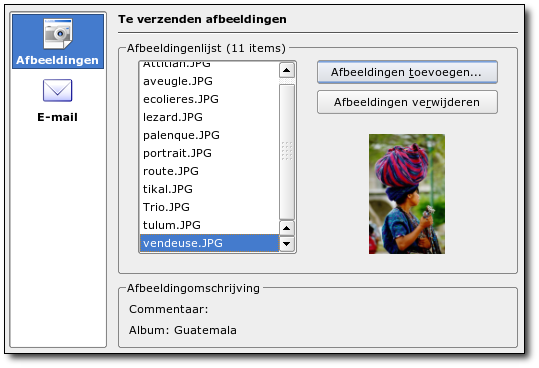 Afbeeldingen
E-mail
Te verzenden afbeeldingen
Afbeeldingenlijst (11 items)
Attitlan.JPG
aveugle.JPG
ecolieres.JPG
lezard.JPG
palenque.JPG
portrait.JPG
route.JPG
tikal.JPG
Trio.JPG
tulum.JPG
vendeuse.JPG
Afbeeldingen toevoegen...
Afbeeldingen verwijderen
Afbeeldingomschrijving
Commentaar:
Album: Guatemala